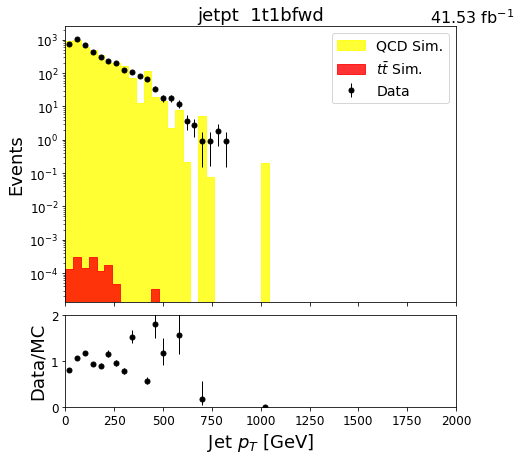 jetpt  1t1bfwd
41.53 fb⁻¹
QCD Sim.
tt̄ Sim.
Data
Events
10³
10²
10¹
10⁰
10⁻¹
10⁻²
10⁻³
10⁻⁴
Data/MC
2
1
0
0 250 500 750 1000 1250 1500 1750 2000
Jet p_T [GeV]